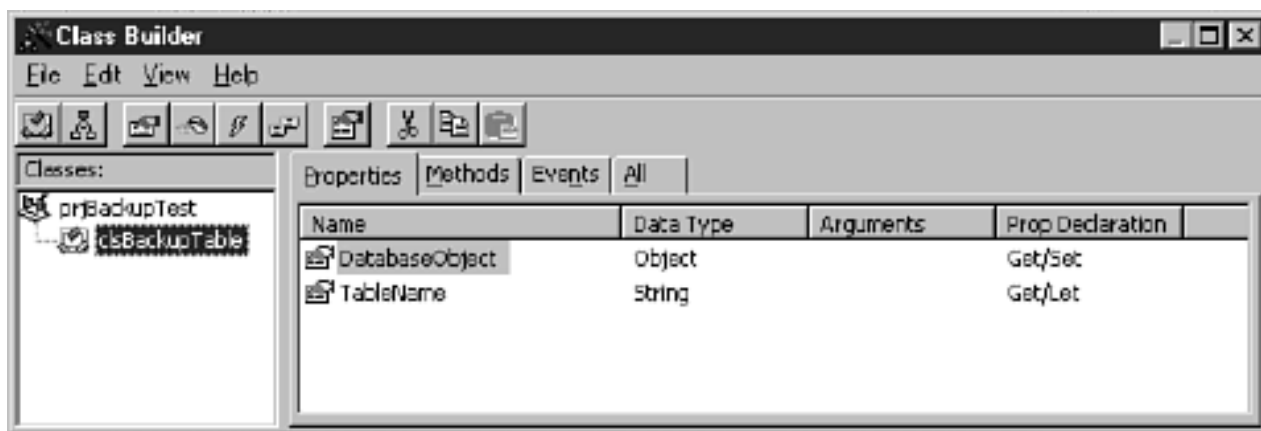 Class Builder
File Edit View Help
Classes:
prjBackupTest
clsBackupTable
Properties Methods Events All
Name Data Type Arguments Prop Declaration
DatabaseObject Object Get/Set
TableName String Get/Let